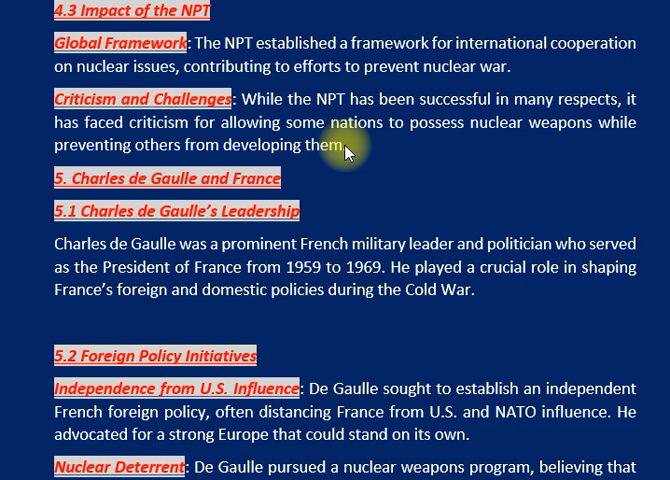 4.3 Impact of the NPT
Global Framework: The NPT established a framework for international cooperation
on nuclear issues, contributing to efforts to prevent nuclear war.
Criticism and Challenges: While the NPT has been successful in many respects, it
has faced criticism for allowing some nations to possess nuclear weapons while
preventing others from developing them.
5. Charles de Gaulle and France
5.1 Charles de Gaulle’s Leadership
Charles de Gaulle was a prominent French military leader and politician who served
as the President of France from 1959 to 1969. He played a crucial role in shaping
France’s foreign and domestic policies during the Cold War.
5.2 Foreign Policy Initiatives
Independence from U.S. Influence: De Gaulle sought to establish an independent
French foreign policy, often distancing France from U.S. and NATO influence. He
advocated for a strong Europe that could stand on its own.
Nuclear Deterrent: De Gaulle pursued a nuclear weapons program, believing that